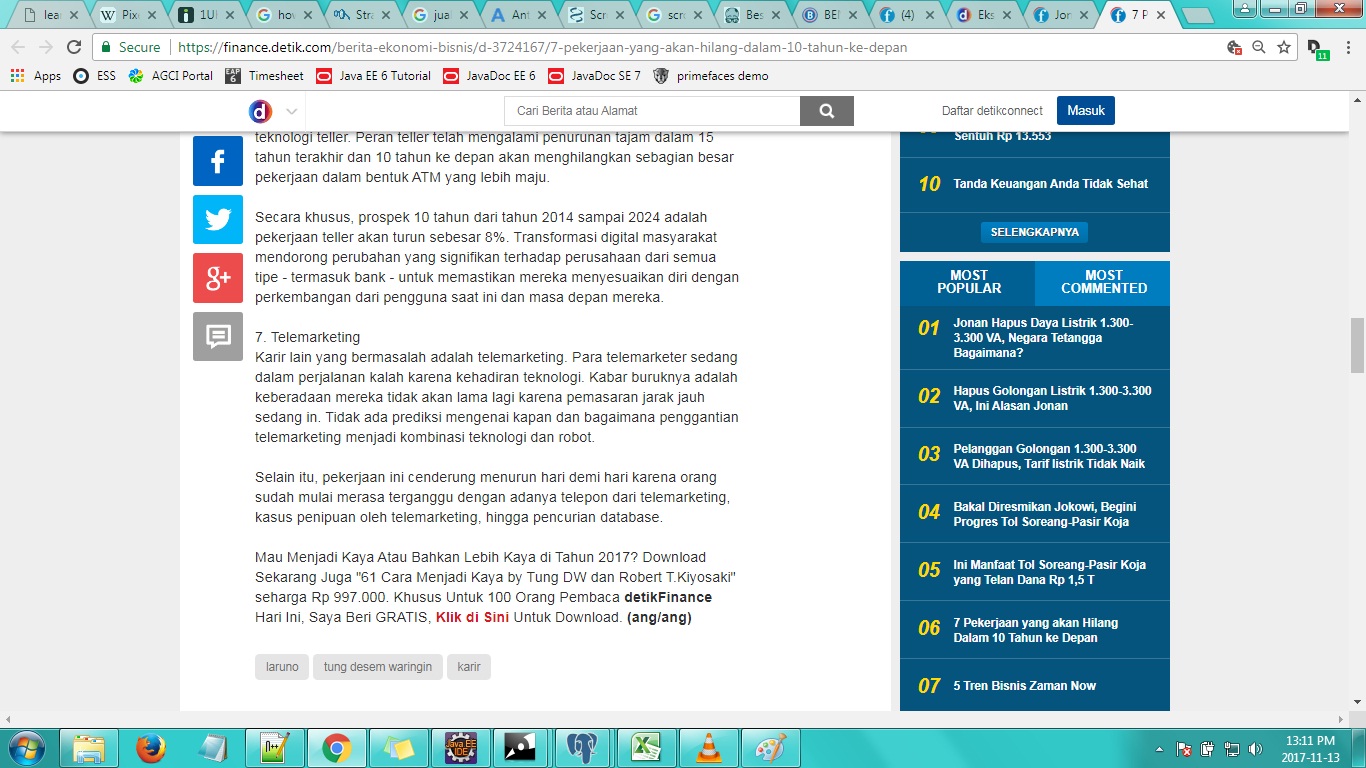 lea
Wi
Pix
1Ul
hov
Str
jual
Ant
Scr
scre
Bes
BEI
(4)
Eks
Jor
7 P
Secure
https://finance.detik.com/berita-ekonomi-bisnis/d-3724167/7-pekerjaan-yang-akan-hilang-dalam-10-tahun-ke-depan
11
Apps
ESS
AGCI Portal
Timesheet
Java EE 6 Tutorial
JavaDoc EE 6
JavaDoc SE 7
primefaces demo
Cari Berita atau Alamat
Daftar detikconnect
Masuk
teknologi teller. Peran teller telah mengalami penurunan tajam dalam 15
tahun terakhir dan 10 tahun ke depan akan menghilangkan sebagian besar
pekerjaan dalam bentuk ATM yang lebih maju.
Secara khusus, prospek 10 tahun dari tahun 2014 sampai 2024 adalah
pekerjaan teller akan turun sebesar 8%. Transformasi digital masyarakat
mendorong perubahan yang signifikan terhadap perusahaan dari semua
tipe - termasuk bank - untuk memastikan mereka menyesuaikan diri dengan
perkembangan dari pengguna saat ini dan masa depan mereka.
7. Telemarketing
Karir lain yang bermasalah adalah telemarketing. Para telemarketer sedang
dalam perjalanan kalah karena kehadiran teknologi. Kabar buruknya adalah
keberadaan mereka tidak akan lama lagi karena pemasaran jarak jauh
sedang in. Tidak ada prediksi mengenai kapan dan bagaimana penggantian
telemarketing menjadi kombinasi teknologi dan robot.
Selain itu, pekerjaan ini cenderung menurun hari demi hari karena orang
sudah mulai merasa terganggu dengan adanya telepon dari telemarketing,
kasus penipuan oleh telemarketing, hingga pencurian database.
Mau Menjadi Kaya Atau Bahkan Lebih Kaya di Tahun 2017? Download
Sekarang Juga "61 Cara Menjadi Kaya by Tung DW dan Robert T.Kiyosaki"
seharga Rp 997.000. Khusus Untuk 100 Orang Pembaca detikFinance
Hari Ini, Saya Beri GRATIS, Klik di Sini Untuk Download. (ang/ang)
laruno
tung desem waringin
karir
Sentuh Rp 13.553
10 Tanda Keuangan Anda Tidak Sehat
SELENGKAPNYA
MOST POPULAR
MOST COMMENTED
01 Jonan Hapus Daya Listrik 1.300-
3.300 VA, Negara Tetangga
Bagaimana?
02 Hapus Golongan Listrik 1.300-3.300
VA, Ini Alasan Jonan
03 Pelanggan Golongan 1.300-3.300
VA Dihapus, Tarif listrik Tidak Naik
04 Bakal Diresmikan Jokowi, Begini
Progres Tol Soreang-Pasir Koja
05 Ini Manfaat Tol Soreang-Pasir Koja
yang Telan Dana Rp 1,5 T
06 7 Pekerjaan yang akan Hilang
Dalam 10 Tahun ke Depan
07 5 Tren Bisnis Zaman Now
13:11 PM
2017-11-13